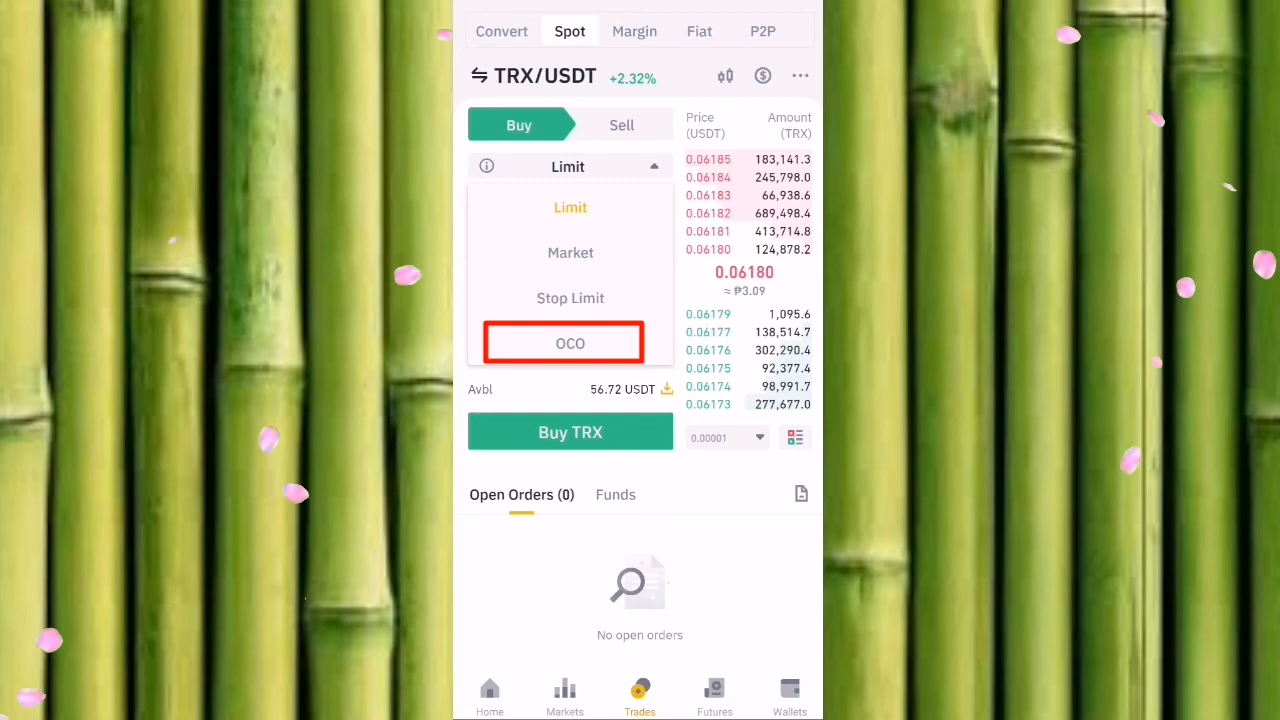 Convert Spot Margin Fiat P2P
TRX/USDT +2.32%
Buy Sell
Limit
Limit
Market
Stop Limit
OCO
Avbl 56.72 USDT
Buy TRX
Price Amount
(USDT) (TRX)
0.06185 183,141.3
0.06184 245,798.0
0.06183 66,938.6
0.06182 689,498.4
0.06181 413,714.8
0.06180 124,878.2
0.06180
≈ ₱3.09
0.06179 1,095.6
0.06177 138,514.7
0.06176 302,290.4
0.06175 92,377.4
0.06174 98,991.7
0.06173 277,677.0
0.00001
Open Orders (0) Funds
No open orders
Home Markets Trades Futures Wallets